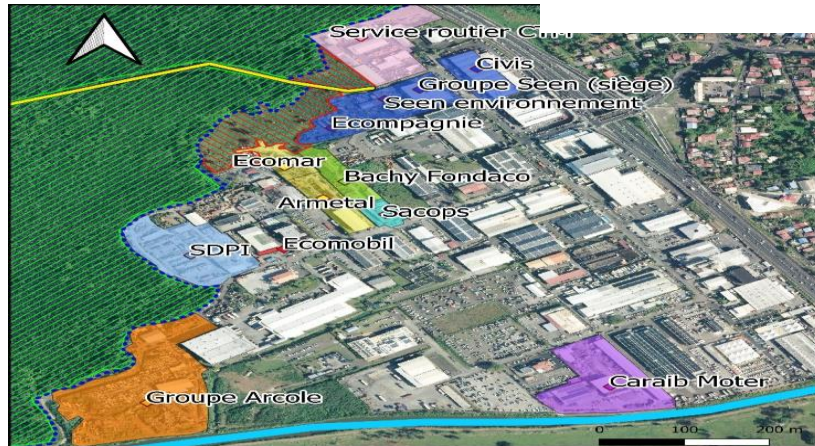 Service routier CTM
Civis
Groupe Seen (siège)
Seen environnement
Ecompagnie
Ecomar
Bachy Fondaco
Armetal
Sacops
SDPI
Ecomobil
Groupe Arcole
Caraib Moter
0 100 200 m